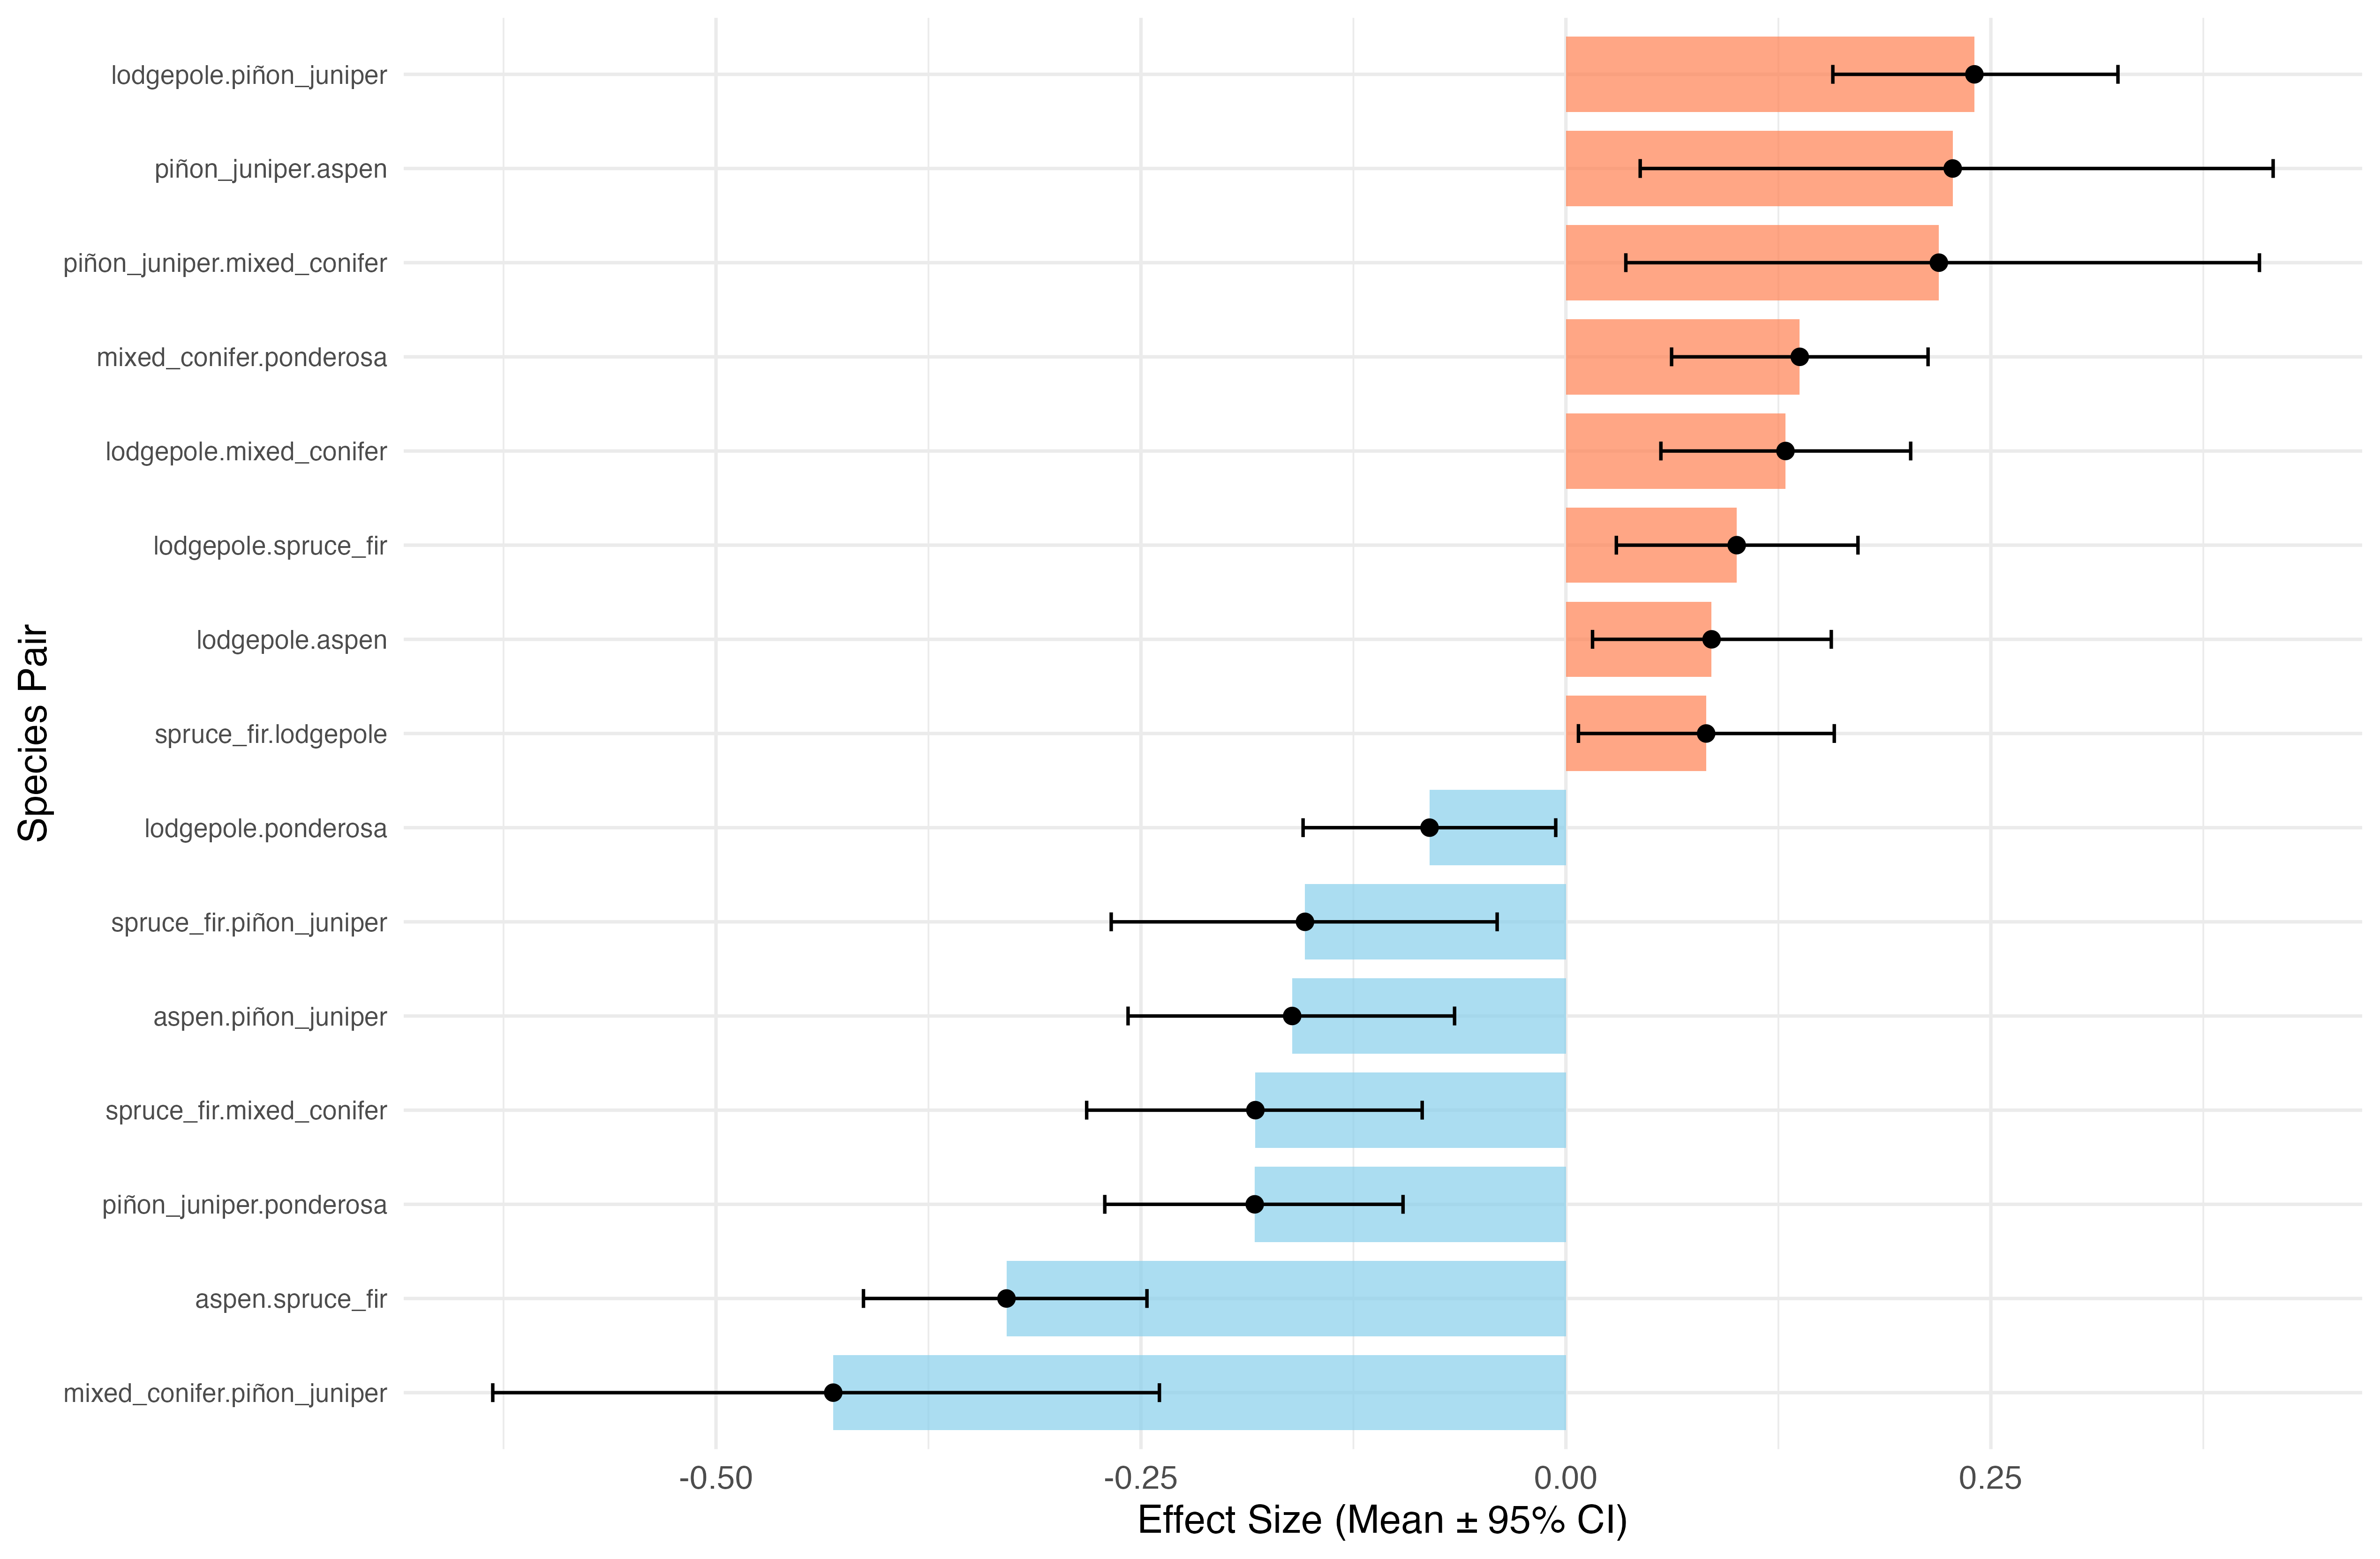 lodgepole.piñon_juniper
piñon_juniper.aspen
piñon_juniper.mixed_conifer
mixed_conifer.ponderosa
lodgepole.mixed_conifer
lodgepole.spruce_fir
lodgepole.aspen
spruce_fir.lodgepole
lodgepole.ponderosa
spruce_fir.piñon_juniper
aspen.piñon_juniper
spruce_fir.mixed_conifer
piñon_juniper.ponderosa
aspen.spruce_fir
mixed_conifer.piñon_juniper
Species Pair
-0.50 -0.25 0.00 0.25
Effect Size (Mean ± 95% CI)